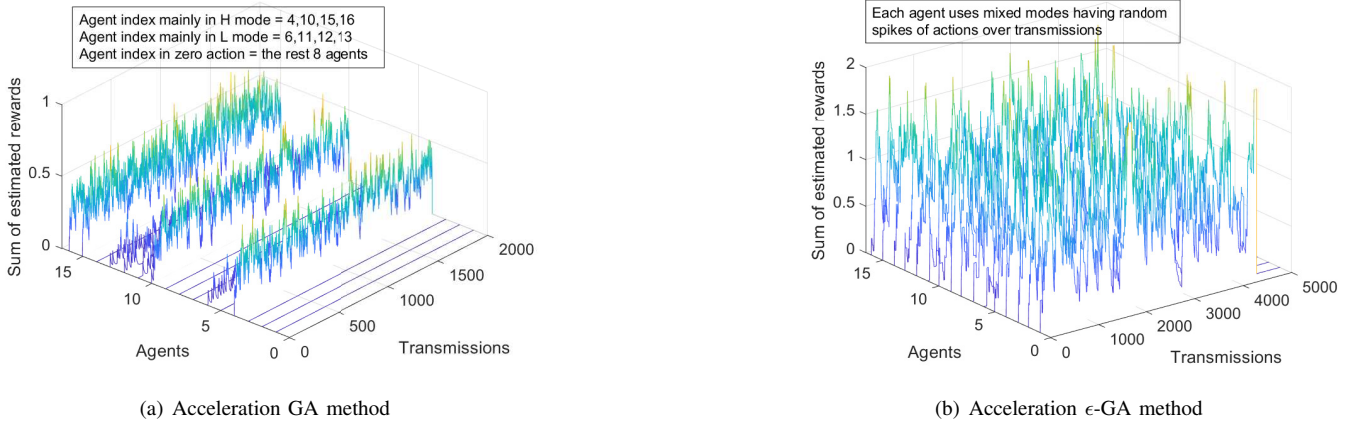 Agent index mainly in H mode = 4,10,15,16
Agent index mainly in L mode = 6,11,12,13
Agent index in zero action = the rest 8 agents
Sum of estimated rewards
1
0.5
0
15
10
5
0
Agents
0
500
1000
1500
2000
Transmissions
(a) Acceleration GA method
Each agent uses mixed modes having random
spikes of actions over transmissions
Sum of estimated rewards
2
1.5
1
0.5
0
15
10
5
0
Agents
0
1000
2000
3000
4000
5000
Transmissions
(b) Acceleration ϵ-GA method